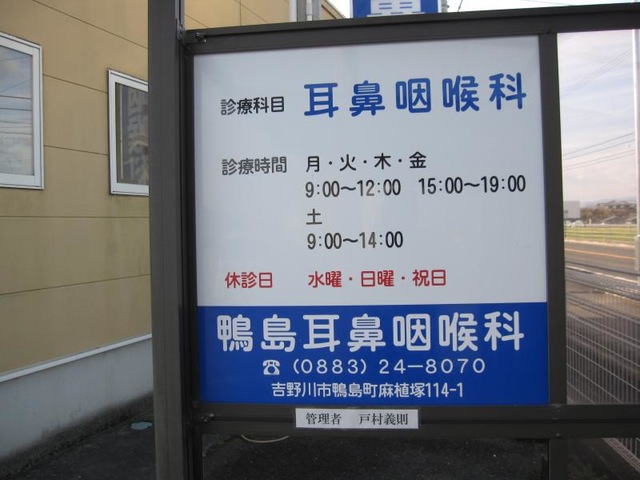 診療科目 耳鼻咽喉科
診療時間 月・火・木・金
9:00〜12:00 15:00〜19:00
土
9:00〜14:00
休診日 水曜・日曜・祝日
鴨島耳鼻咽喉科
☎ (0883) 24-8070
吉野川市鴨島町麻植塚114-1
管理者 戸村義則